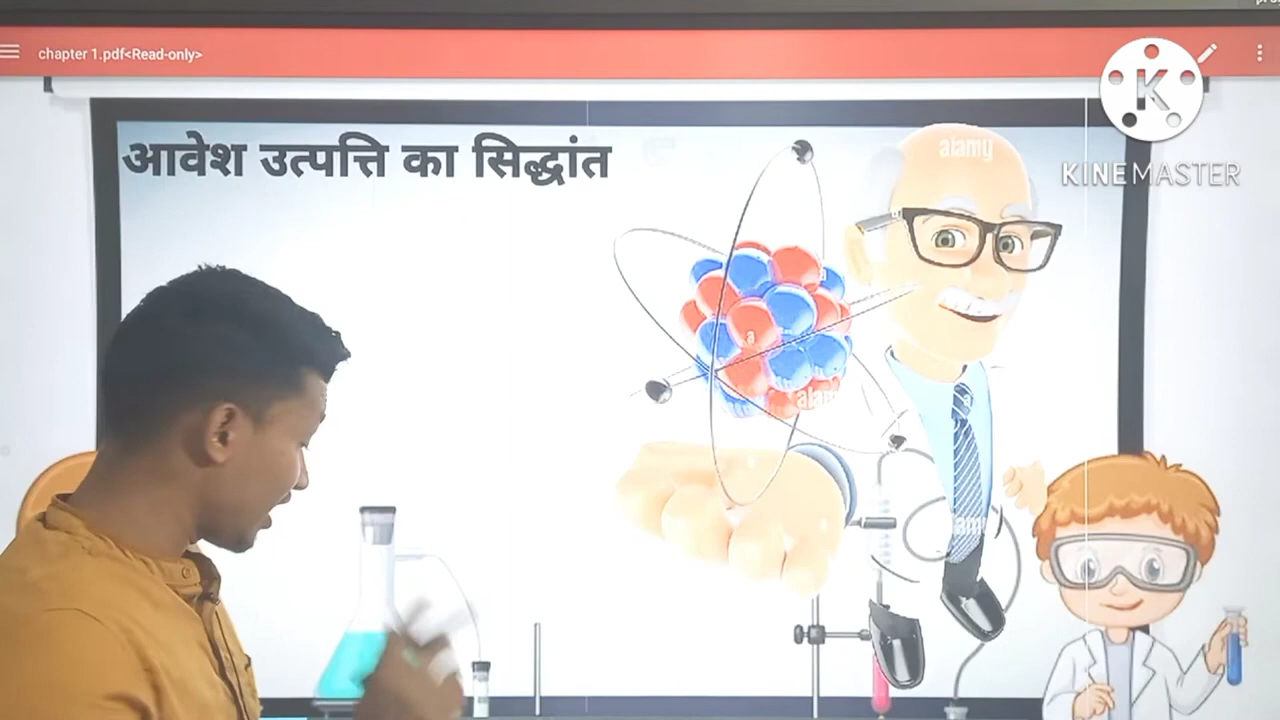 chapter 1.pdf<Read-only>
आवेश उत्पत्ति का सिद्धांत
alamy
K
KINEMASTER
a
a